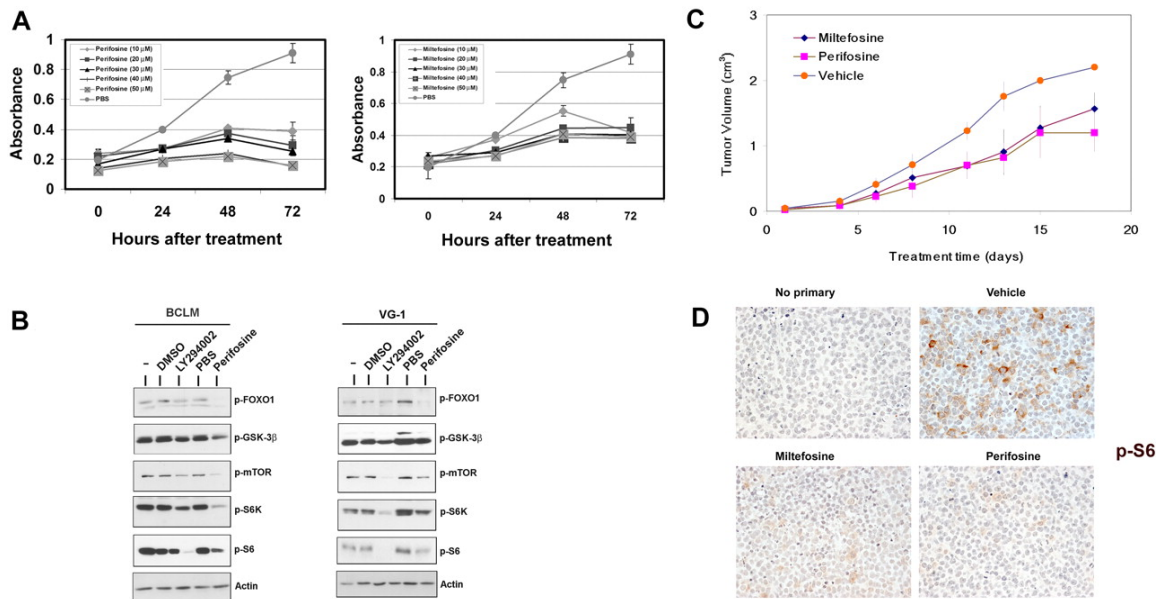 A
1
0.8
0.6
0.4
0.2
0
Absorbance
Perifosine (10 μM)
Perifosine (20 μM)
Perifosine (30 μM)
Perifosine (40 μM)
Perifosine (50 μM)
PBS
0 24 48 72
Hours after treatment
1
0.8
0.6
0.4
0.2
0
Absorbance
Miltefosine (10 μM)
Miltefosine (20 μM)
Miltefosine (30 μM)
Miltefosine (40 μM)
Miltefosine (50 μM)
PBS
0 24 48 72
Hours after treatment
B
BCLM
– DMSO LY294002 PBS Perifosine
p-FOXO1
p-GSK-3β
p-mTOR
p-S6K
p-S6
Actin
VG-1
– DMSO LY294002 PBS Perifosine
p-FOXO1
p-GSK-3β
p-mTOR
p-S6K
p-S6
Actin
C
3
2
1
0
Tumor Volume (cm³)
Miltefosine
Perifosine
Vehicle
0 5 10 15 20
Treatment time (days)
D
No primary Vehicle
Miltefosine Perifosine
p-S6